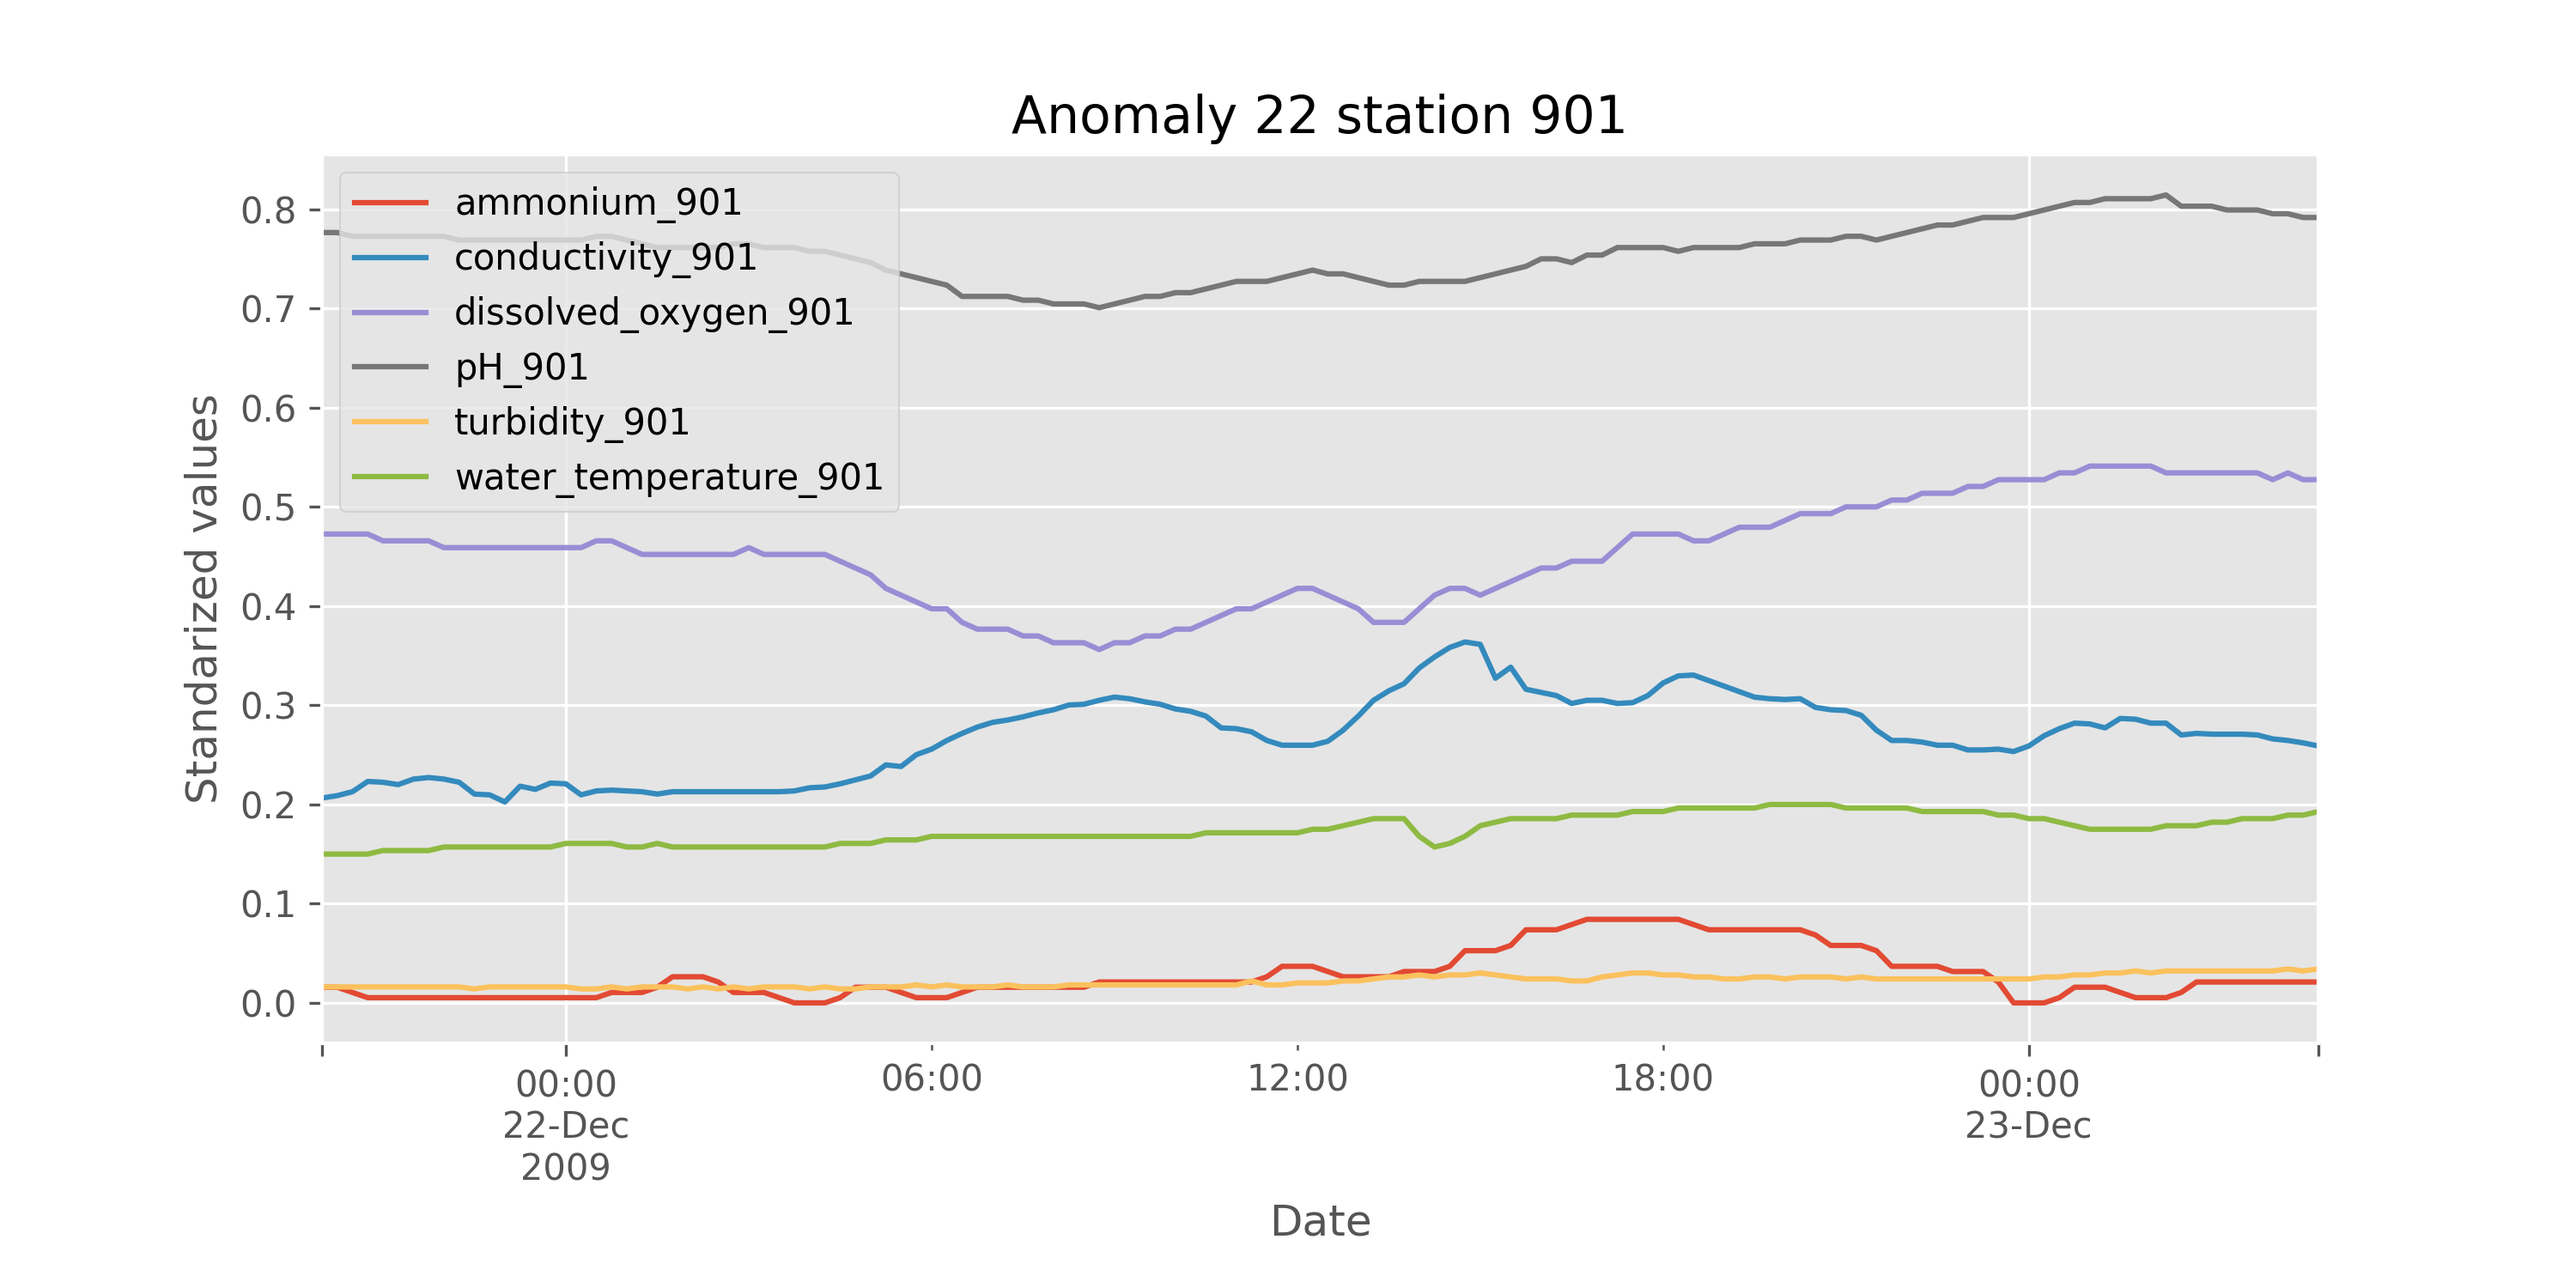 Anomaly 22 station 901
ammonium_901
conductivity_901
dissolved_oxygen_901
pH_901
turbidity_901
water_temperature_901
Standarized values
0.8
0.7
0.6
0.5
0.4
0.3
0.2
0.1
0.0
00:00
22-Dec
2009
06:00
12:00
18:00
00:00
23-Dec
Date